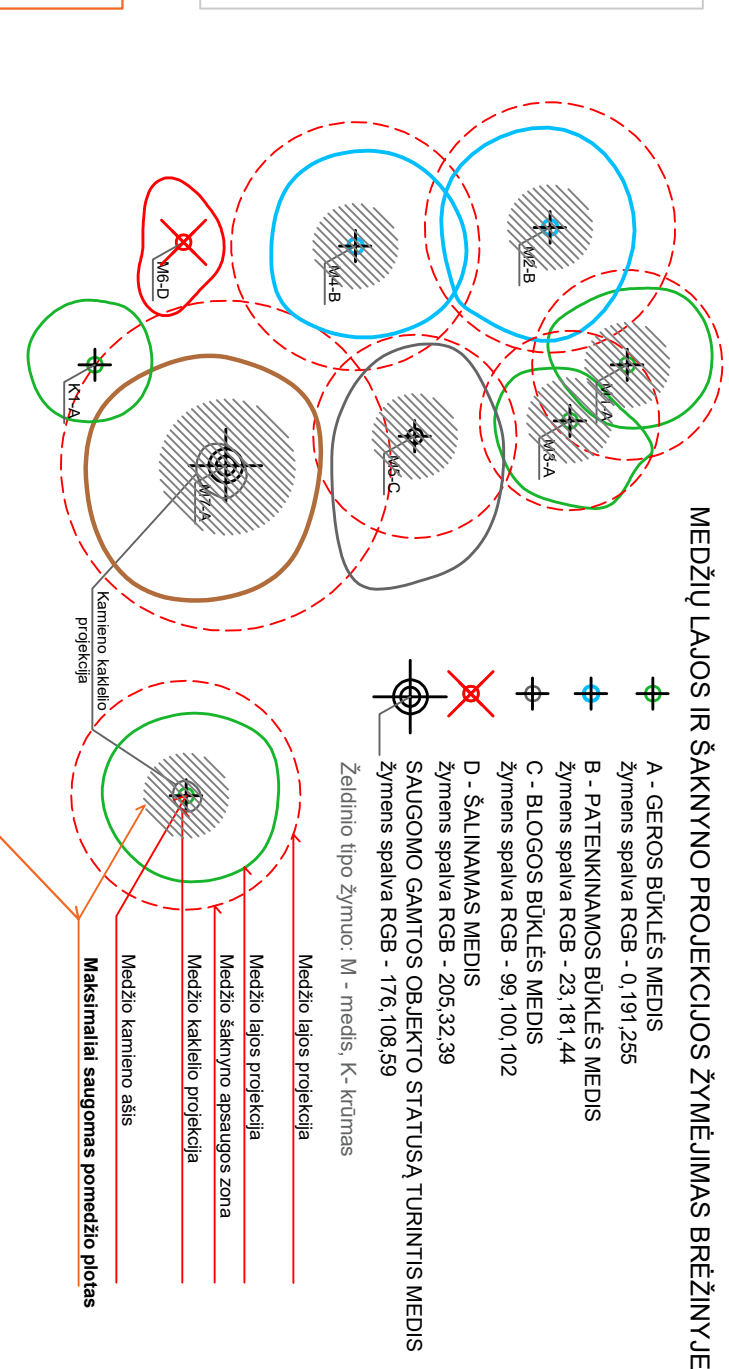 MEDŽIŲ LAJOS IR ŠAKNYNO PROJEKCIJOS ŽYMĖJIMAS BRĖŽINYJE
A - GEROS BŪKLĖS MEDIS
žymens spalva RGB - 0,191,255
B - PATENKINAMOS BŪKLĖS MEDIS
žymens spalva RGB - 23,181,44
C - BLOGOS BŪKLĖS MEDIS
žymens spalva RGB - 99,100,102
D - ŠALINAMAS MEDIS
žymens spalva RGB - 205,32,39
SAUGOMO GAMTOS OBJEKTO STATUSĄ TURINTIS MEDIS
žymens spalva RGB - 176,108,59
Želdinio tipo žymuo: M - medis, K- krūmas
M1-A
M2-B
M3-A
M4-B
M5-C
M6-D
M7-A
K1-A
Kamieno kaklelio
projekcija
Medžio lajos projekcija
Medžio lajos projekcija
Medžio šaknyno apsaugos zona
Medžio kaklelio projekcija
Medžio kamieno ašis
Maksimaliai saugomas pomedžio plotas